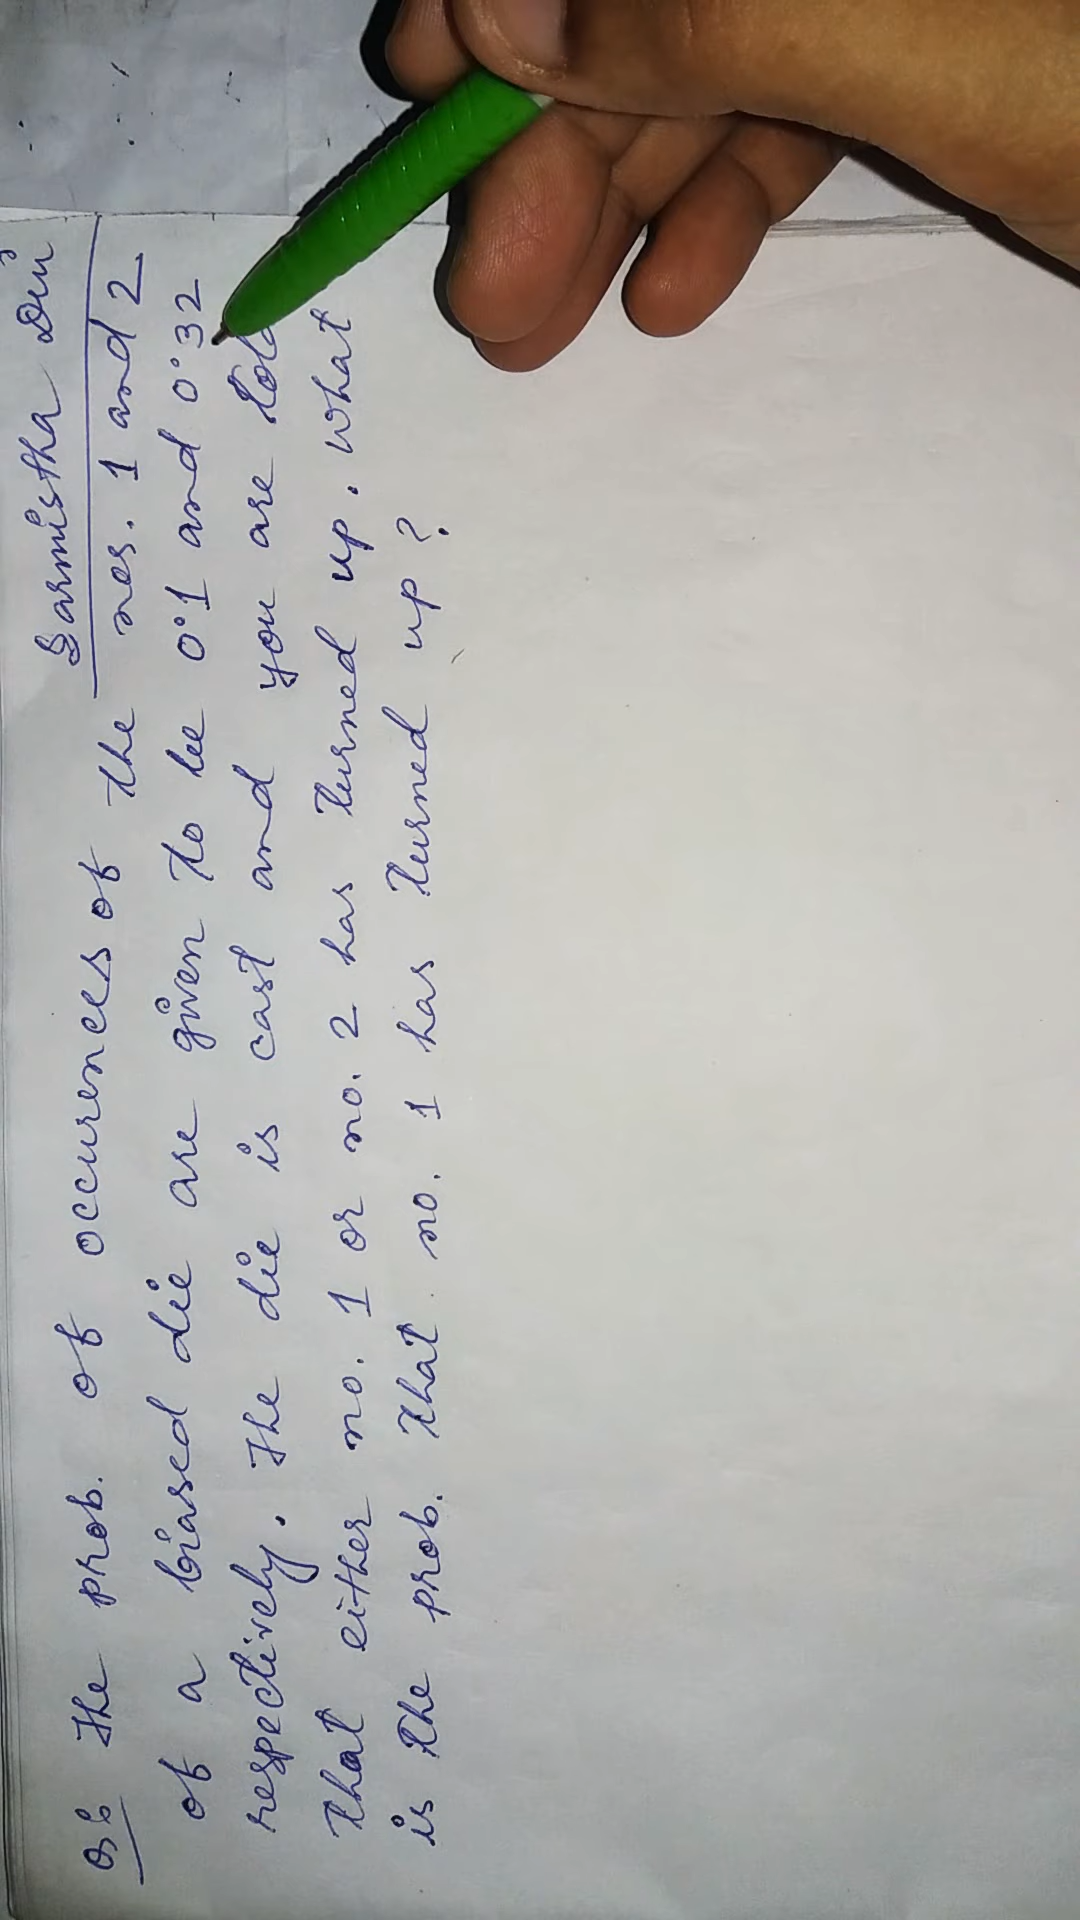 Sarmistha
Q6 The prob. of occurences of the nos. 1 and 2
of a biased die are given to be 0.1 and 0.32
respectively. The die is cast and you are told
that either no. 1 or no. 2 has turned up. what
is the prob. that no. 1 has turned up?